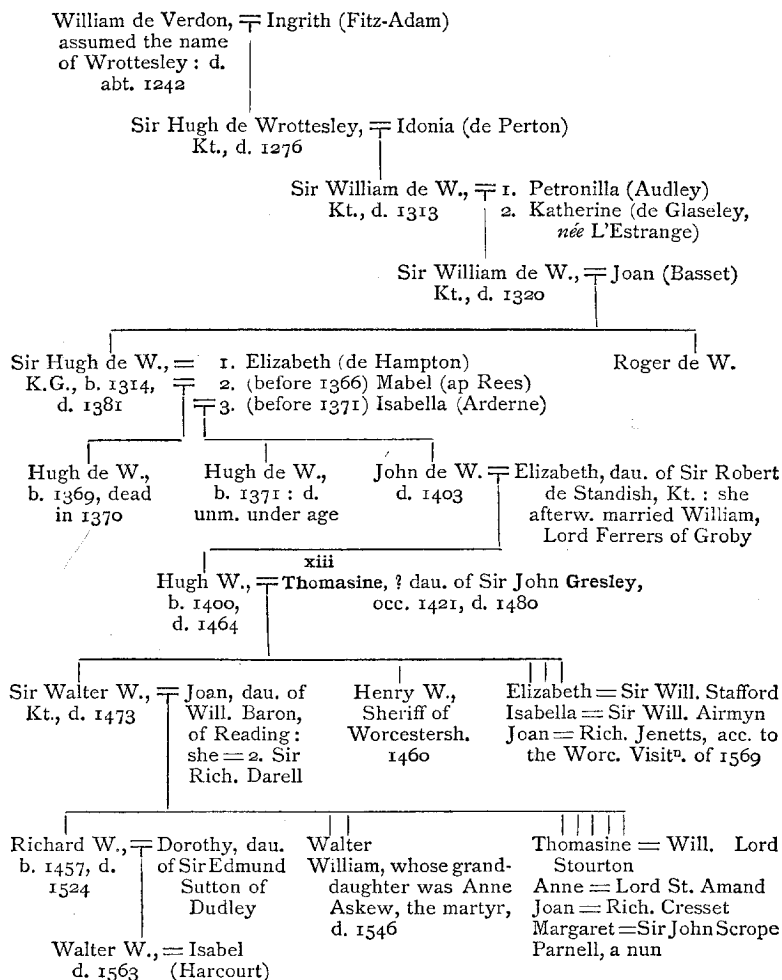 William de Verdon, = Ingrith (Fitz-Adam)
assumed the name
of Wrottesley : d.
abt. 1242
Sir Hugh de Wrottesley, = Idonia (de Perton)
Kt., d. 1276
Sir William de W., = 1. Petronilla (Audley)
Kt., d. 1313 2. Katherine (de Glaseley,
née L'Estrange)
Sir William de W., = Joan (Basset)
Kt., d. 1320
Sir Hugh de W., = 1. Elizabeth (de Hampton)
K.G., b. 1314, = 2. (before 1366) Mabel (ap Rees)
d. 1381 = 3. (before 1371) Isabella (Arderne)
Roger de W.
Hugh de W.,
b. 1369, dead
in 1370
Hugh de W.,
b. 1371 : d.
unm. under age
John de W. = Elizabeth, dau. of Sir Robert
d. 1403 de Standish, Kt. : she
afterw. married William,
Lord Ferrers of Groby
xiii
Hugh W., = Thomasine, ? dau. of Sir John Gresley,
b. 1400, occ. 1421, d. 1480
d. 1464
Sir Walter W., = Joan, dau. of
Kt., d. 1473 Will. Baron,
of Reading :
she = 2. Sir
Rich. Darell
Henry W.,
Sheriff of
Worcestersh.
1460
Elizabeth = Sir Will. Stafford
Isabella = Sir Will. Airmyn
Joan = Rich. Jenetts, acc. to
the Worc. Visitⁿ. of 1569
Richard W., = Dorothy, dau.
b. 1457, d. of Sir Edmund
1524 Sutton of
Dudley
Walter
William, whose grand-
daughter was Anne
Askew, the martyr,
d. 1546
Thomasine = Will. Lord
Stourton
Anne = Lord St. Amand
Joan = Rich. Cresset
Margaret = Sir John Scrope
Parnell, a nun
Walter W., = Isabel
d. 1563 (Harcourt)